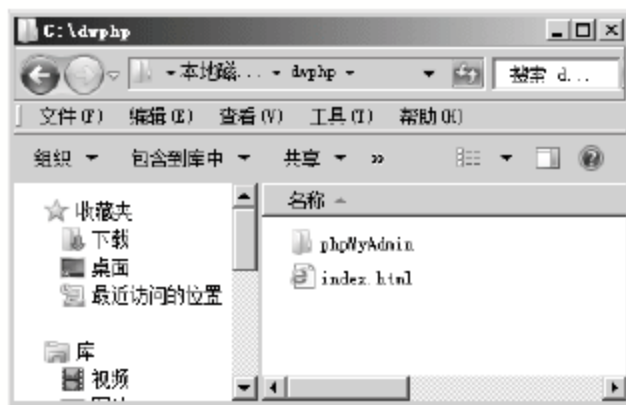 C:\dwphp
本地磁... dwphp 搜索 d...
文件(F) 编辑(E) 查看(V) 工具(T) 帮助(H)
组织 包含到库中 共享 »
收藏夹
下载
桌面
最近访问的位置
库
视频
名称
phpMyAdmin
index.html